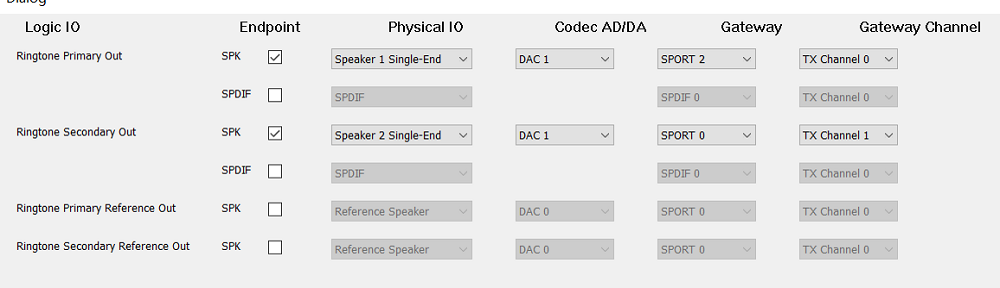 Dialog
Logic IO Endpoint Physical IO Codec AD/DA Gateway Gateway Channel
Ringtone Primary Out SPK Speaker 1 Single-End DAC 1 SPORT 2 TX Channel 0
SPDIF SPDIF SPDIF 0 TX Channel 0
Ringtone Secondary Out SPK Speaker 2 Single-End DAC 1 SPORT 0 TX Channel 1
SPDIF SPDIF SPDIF 0 TX Channel 0
Ringtone Primary Reference Out SPK Reference Speaker DAC 0 SPORT 0 TX Channel 0
Ringtone Secondary Reference Out SPK Reference Speaker DAC 0 SPORT 0 TX Channel 0